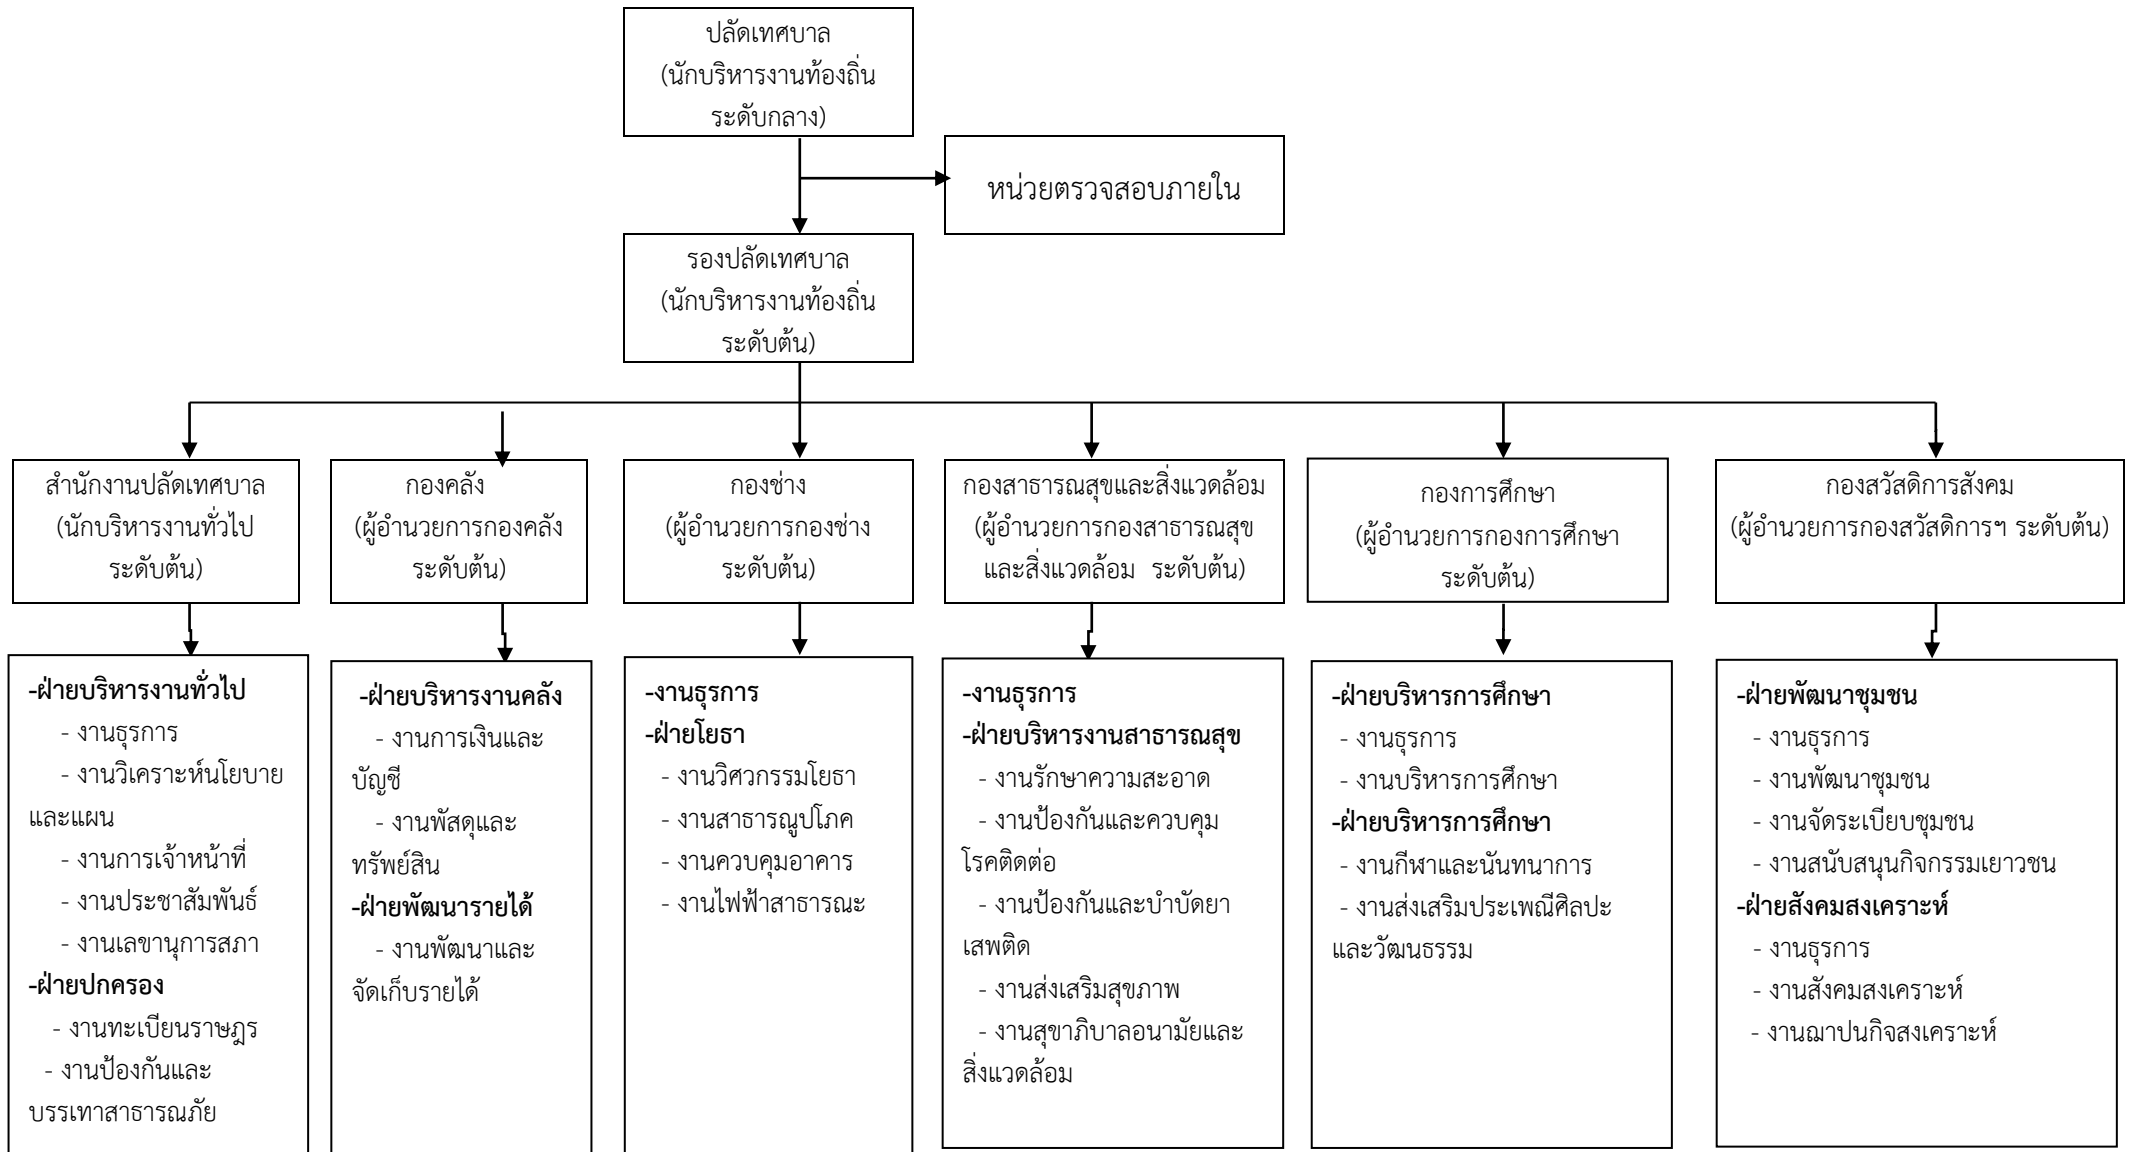 ปลัดเทศบาล
(นักบริหารงานท้องถิ่น
ระดับกลาง)
หน่วยตรวจสอบภายใน
รองปลัดเทศบาล
(นักบริหารงานท้องถิ่น
ระดับต้น)
สำนักงานปลัดเทศบาล
(นักบริหารงานทั่วไป
ระดับต้น)
กองคลัง
(ผู้อำนวยการกองคลัง
ระดับต้น)
กองช่าง
(ผู้อำนวยการกองช่าง
ระดับต้น)
กองสาธารณสุขและสิ่งแวดล้อม
(ผู้อำนวยการกองสาธารณสุข
และสิ่งแวดล้อม ระดับต้น)
กองการศึกษา
(ผู้อำนวยการกองการศึกษา
ระดับต้น)
กองสวัสดิการสังคม
(ผู้อำนวยการกองสวัสดิการฯ ระดับต้น)
-ฝ่ายบริหารงานทั่วไป
- งานธุรการ
- งานวิเคราะห์นโยบาย
และแผน
- งานการเจ้าหน้าที่
- งานประชาสัมพันธ์
- งานเลขานุการสภา
-ฝ่ายปกครอง
- งานทะเบียนราษฎร
- งานป้องกันและ
บรรเทาสาธารณภัย
-ฝ่ายบริหารงานคลัง
- งานการเงินและ
บัญชี
- งานพัสดุและ
ทรัพย์สิน
-ฝ่ายพัฒนารายได้
- งานพัฒนาและ
จัดเก็บรายได้
-งานธุรการ
-ฝ่ายโยธา
- งานวิศวกรรมโยธา
- งานสาธารณูปโภค
- งานควบคุมอาคาร
- งานไฟฟ้าสาธารณะ
-งานธุรการ
-ฝ่ายบริหารงานสาธารณสุข
- งานรักษาความสะอาด
- งานป้องกันและควบคุม
โรคติดต่อ
- งานป้องกันและบำบัดยา
เสพติด
- งานส่งเสริมสุขภาพ
- งานสุขาภิบาลอนามัยและ
สิ่งแวดล้อม
-ฝ่ายบริหารการศึกษา
- งานธุรการ
- งานบริหารการศึกษา
-ฝ่ายบริหารการศึกษา
- งานกีฬาและนันทนาการ
- งานส่งเสริมประเพณีศิลปะ
และวัฒนธรรม
-ฝ่ายพัฒนาชุมชน
- งานธุรการ
- งานพัฒนาชุมชน
- งานจัดระเบียบชุมชน
- งานสนับสนุนกิจกรรมเยาวชน
-ฝ่ายสังคมสงเคราะห์
- งานธุรการ
- งานสังคมสงเคราะห์
- งานฌาปนกิจสงเคราะห์